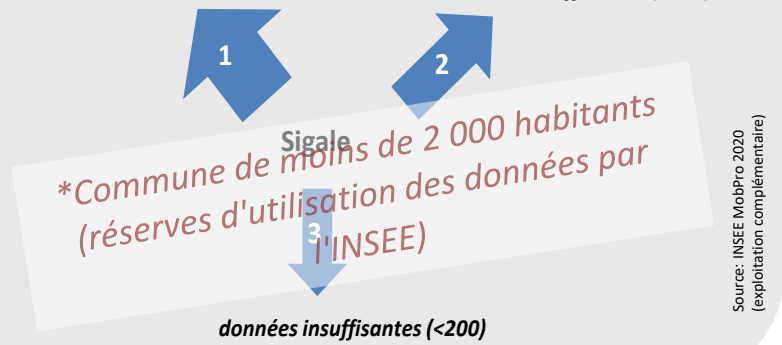 1
2
Sigale
*Commune de moins de 2 000 habitants
(réserves d'utilisation des données par
l'INSEE)
3
données insuffisantes (<200)
Source: INSEE MobPro 2020
(exploitation complémentaire)